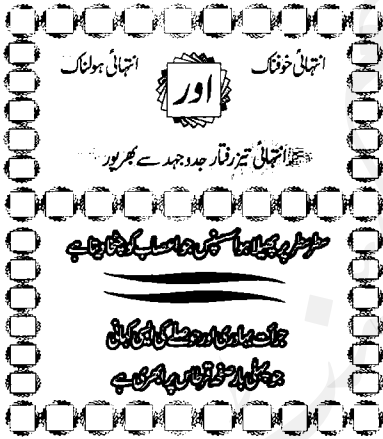 انتہائی خوفناک اور انتہائی ہولناک
انتہائی تیز رفتار جدوجہد سے بھرپور
سطر سطر پر پھیلا ہوا سسپنس جو اعصاب کو چٹخا دیتا ہے
جرأت بہادری اور حوصلے کی ایسی کہانی
جو پہلی بار صفحہ قرطاس پر ابھری ہے